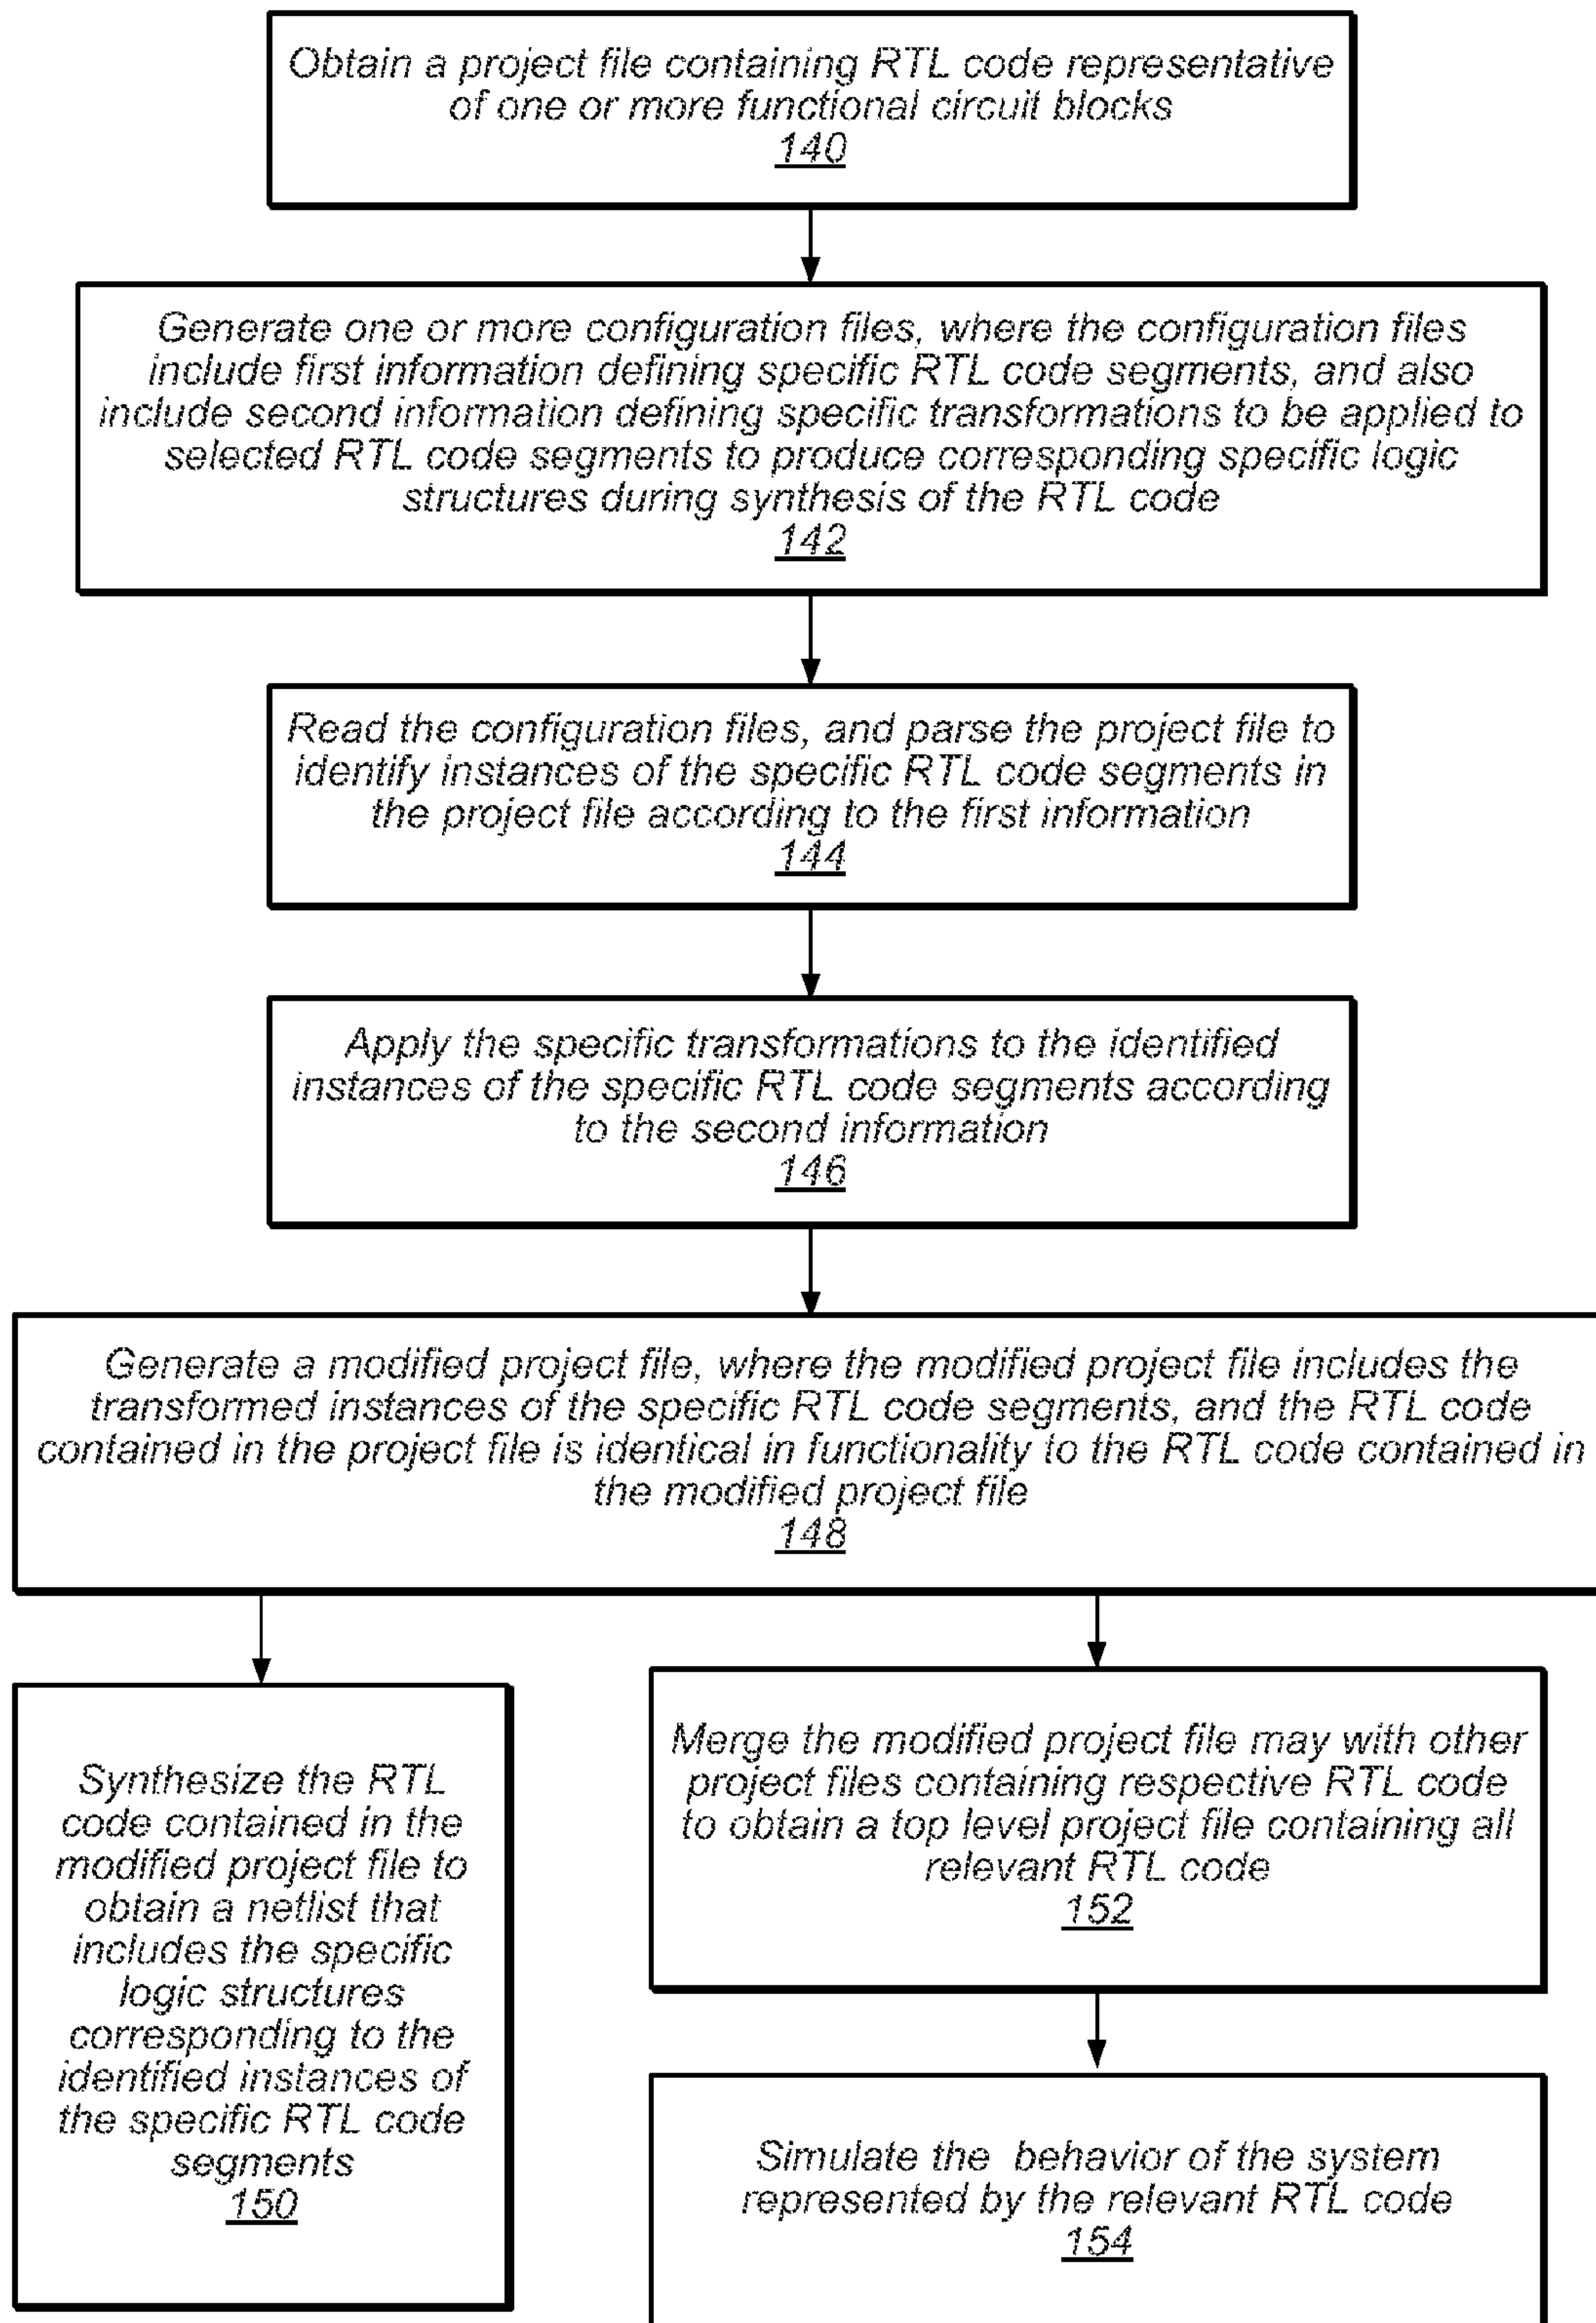 Obtain a project file containing RTL code representative
of one or more functional circuit blocks
140
Generate one or more configuration files, where the configuration files
include first information defining specific RTL code segments, and also
include second information defining specific transformations to be applied to
selected RTL code segments to produce corresponding specific logic
structures during synthesis of the RTL code
142
Read the configuration files, and parse the project file to
identify instances of the specific RTL code segments in
the project file according to the first information
144
Apply the specific transformations to the identified
instances of the specific RTL code segments according
to the second information
146
Generate a modified project file, where the modified project file includes the
transformed instances of the specific RTL code segments, and the RTL code
contained in the project file is identical in functionality to the RTL code contained in
the modified project file
148
Synthesize the RTL
code contained in the
modified project file to
obtain a netlist that
includes the specific
logic structures
corresponding to the
identified instances of
the specific RTL code
segments
150
Merge the modified project file may with other
project files containing respective RTL code
to obtain a top level project file containing all
relevant RTL code
152
Simulate the behavior of the system
represented by the relevant RTL code
154